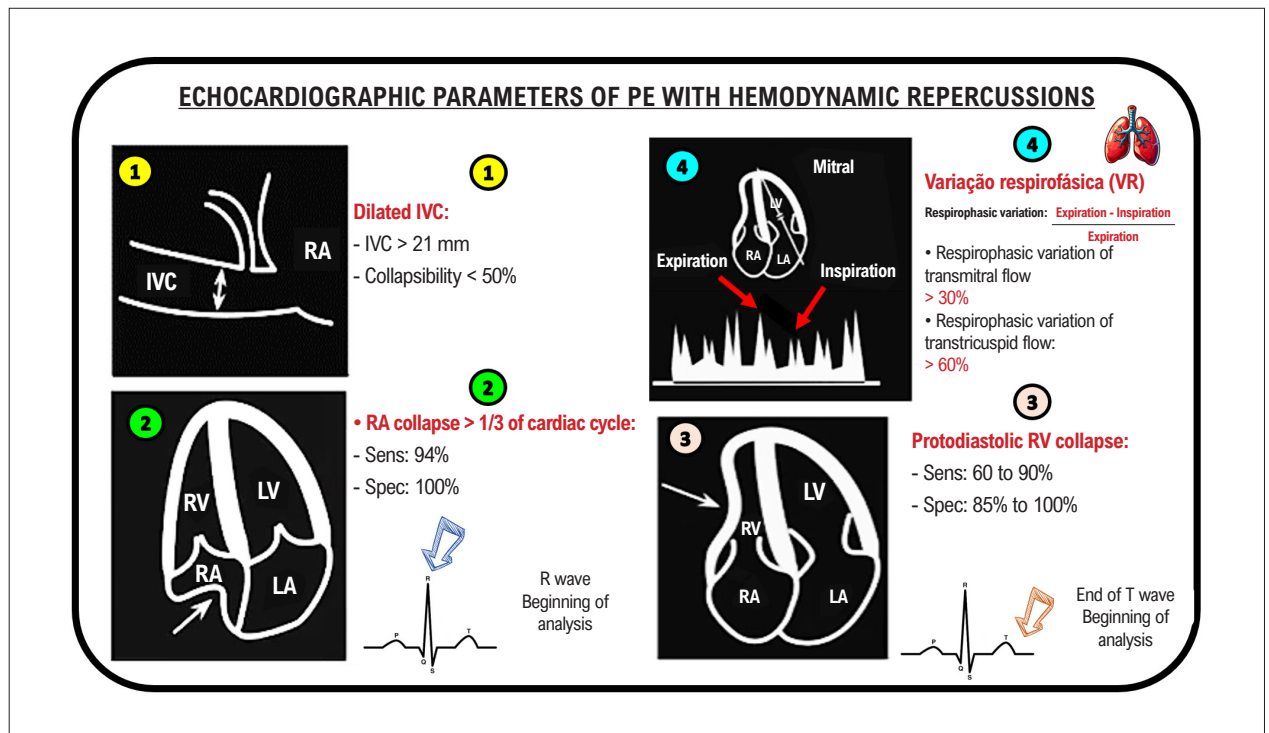 ECHOCARDIOGRAPHIC PARAMETERS OF PE WITH HEMODYNAMIC REPERCUSSIONS
1
IVC
RA
1
Dilated IVC:
- IVC > 21 mm
- Collapsibility < 50%
2
RV
LV
RA
LA
2
• RA collapse > 1/3 of cardiac cycle:
- Sens: 94%
- Spec: 100%
R
P
T
Q
S
R wave
Beginning of
analysis
4
Mitral
LV
RA
LA
Expiration
Inspiration
4
Variação respirofásica (VR)
Respirophasic variation: Expiration - Inspiration
Expiration
• Respirophasic variation of
transmitral flow
> 30%
• Respirophasic variation of
transtricuspid flow:
> 60%
3
LV
RV
RA
LA
3
Protodiastolic RV collapse:
- Sens: 60 to 90%
- Spec: 85% to 100%
R
P
T
Q
S
End of T wave
Beginning of
analysis